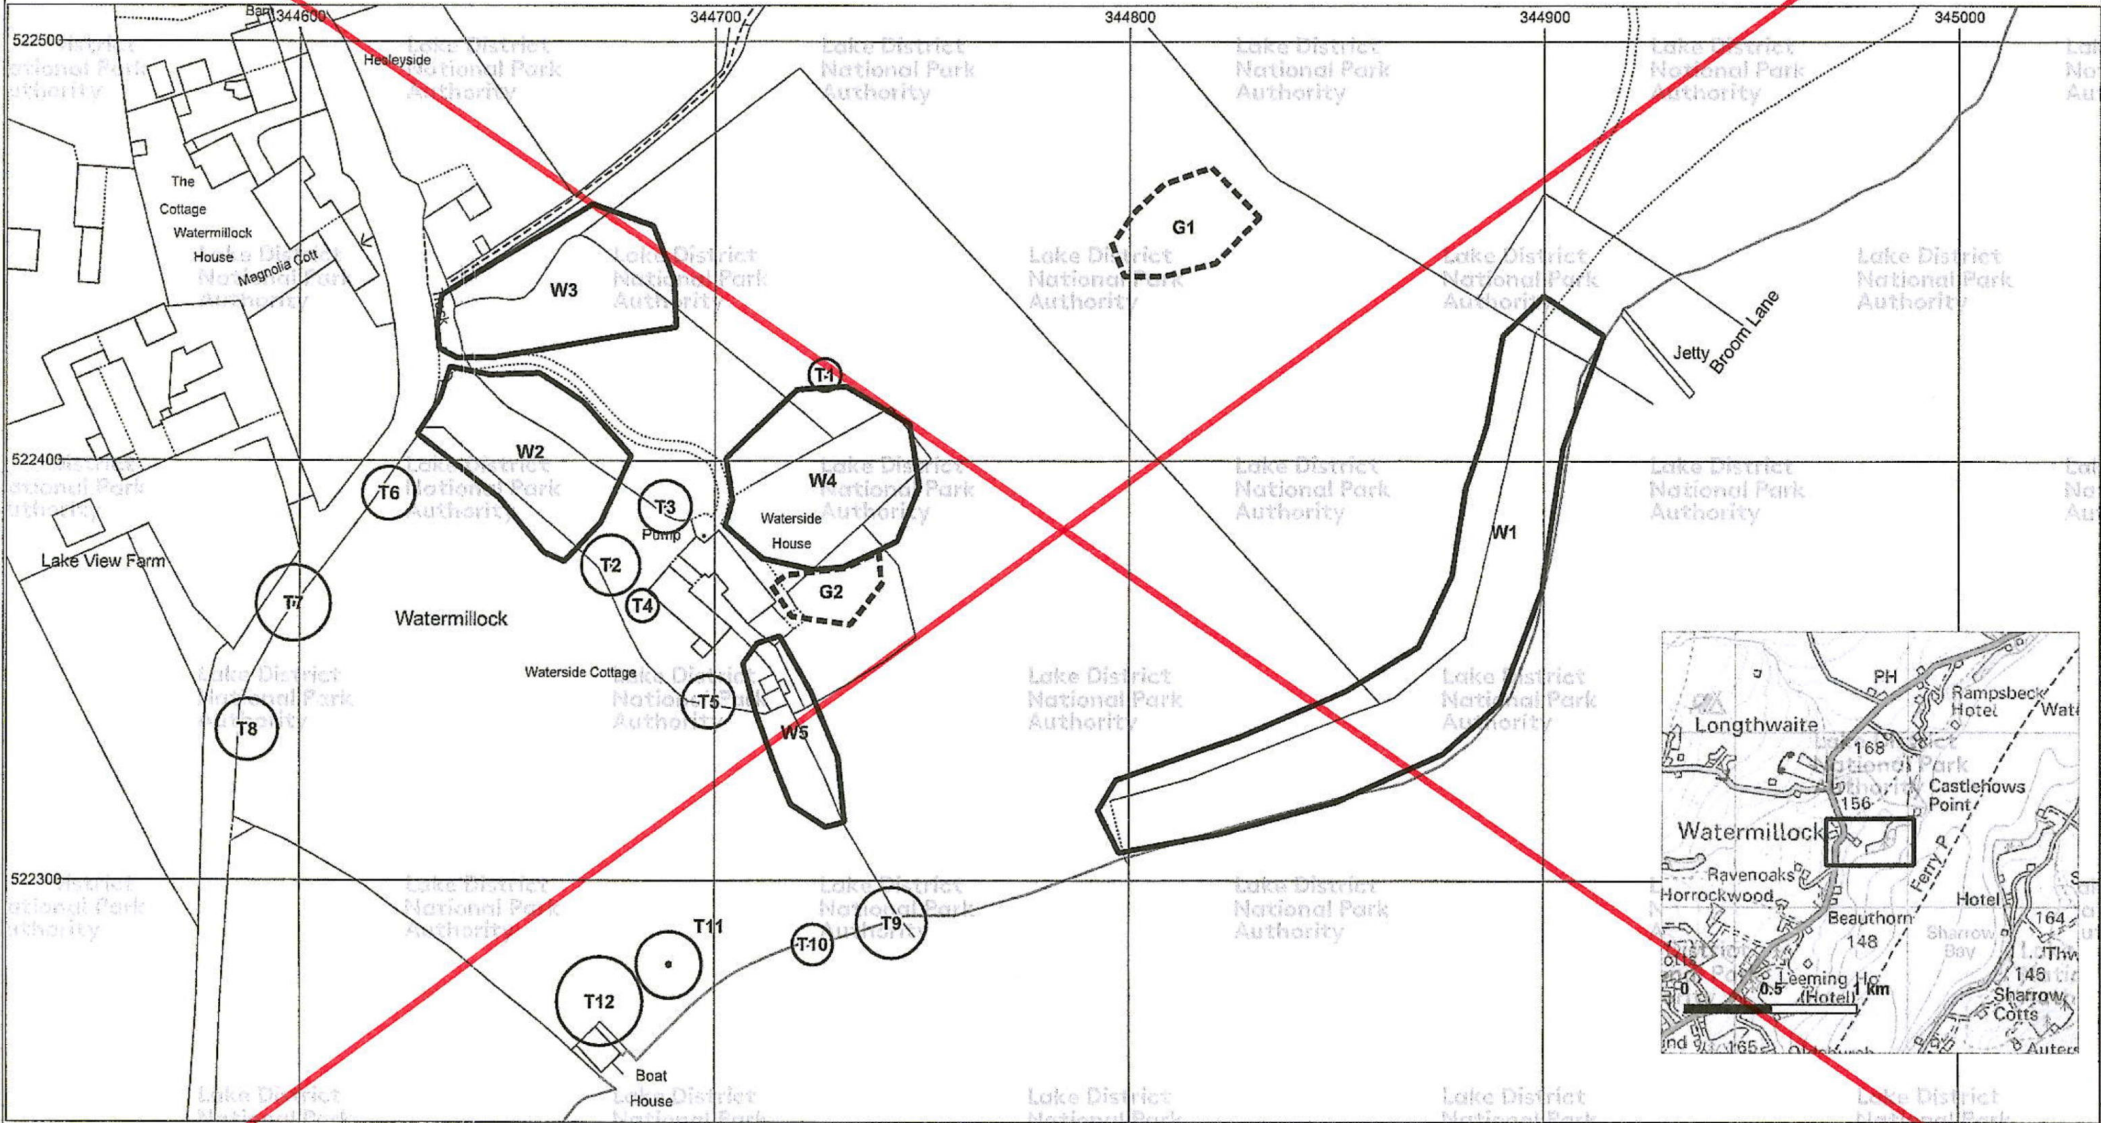 Barn
344600
344700
344800
344900
345000
522500
Hesleyside
The
Cottage
Watermillock
House
Magnolia Cott
G1
W3
Jetty
Broom Lane
T1
W2
522400
W4
T6
T3
Waterside
House
Pump
W1
Lake View Farm
T2
G2
T7
T4
Watermillock
Waterside Cottage
T5
T8
W5
522300
T9
T10
T11
T12
Boat
House
PH
Rampsbeck
Hotel
Longthwaite
168
Castlehows
Point
156
Watermillock
Ferry P
Ravenoaks
Horrockwood
Hotel
164
Beauthorn
148
Sharrow
Bay
Leeming Ho
(Hotel)
146
Sharrow
Cotts
0
0.5
1 km
165
Lake District
National Park
Authority